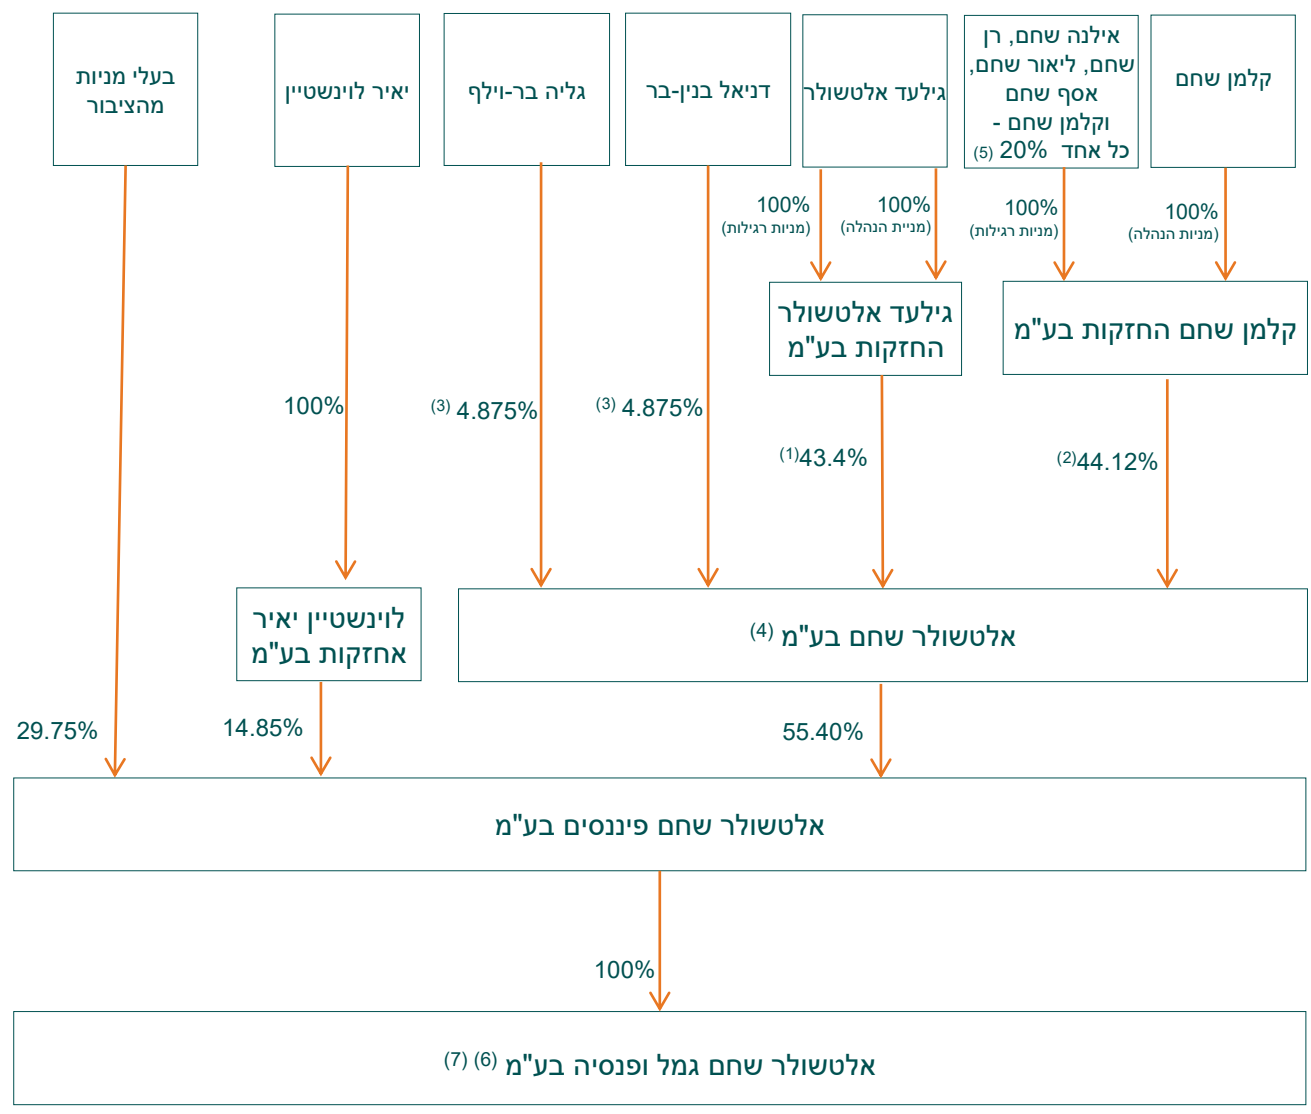 קלמן שחם
אילנה שחם, רן
שחם, ליאור שחם,
אסף שחם
וקלמן שחם -
כל אחד 20% (5)
גילעד אלטשולר
דניאל בנין-בר
גליה בר-וילף
יאיר לוינשטיין
בעלי מניות
מהציבור
100%
(מניות הנהלה)
100%
(מניות רגילות)
100%
(מניית הנהלה)
100%
(מניות רגילות)
קלמן שחם החזקות בע"מ
גילעד אלטשולר
החזקות בע"מ
44.12%(2)
43.4%(1)
4.875% (3)
4.875% (3)
100%
אלטשולר שחם בע"מ (4)
לוינשטיין יאיר
אחזקות בע"מ
55.40%
14.85%
29.75%
אלטשולר שחם פיננסים בע"מ
100%
אלטשולר שחם גמל ופנסיה בע"מ (6) (7)